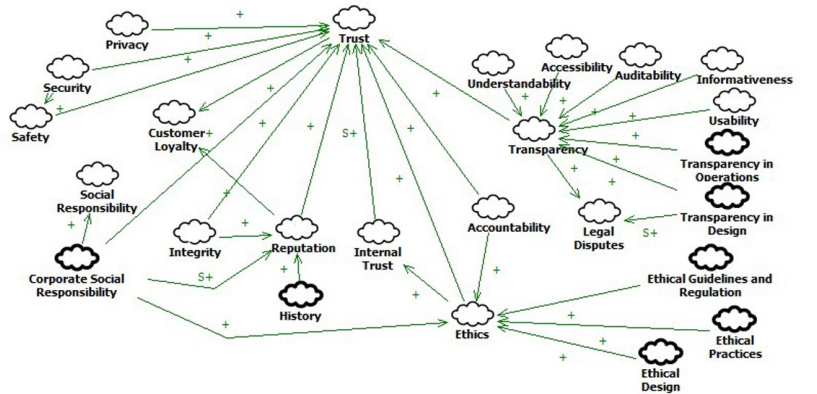 Trust
Privacy
Security
Safety
Customer
Loyalty
Social
Responsibility
Corporate Social
Responsibility
Integrity
Reputation
History
Internal
Trust
Accountability
Ethics
Understandability
Accessibility
Auditability
Informativeness
Usability
Transparency
Transparency in
Operations
Transparency in
Design
Legal
Disputes
Ethical Guidelines and
Regulation
Ethical
Practices
Ethical
Design
+
+
+
+
+
+
+
+
+
+
S+
+
+
+
S+
+
+
+
+
+
+
+
+
+
+
+
+
S+
+
+
+